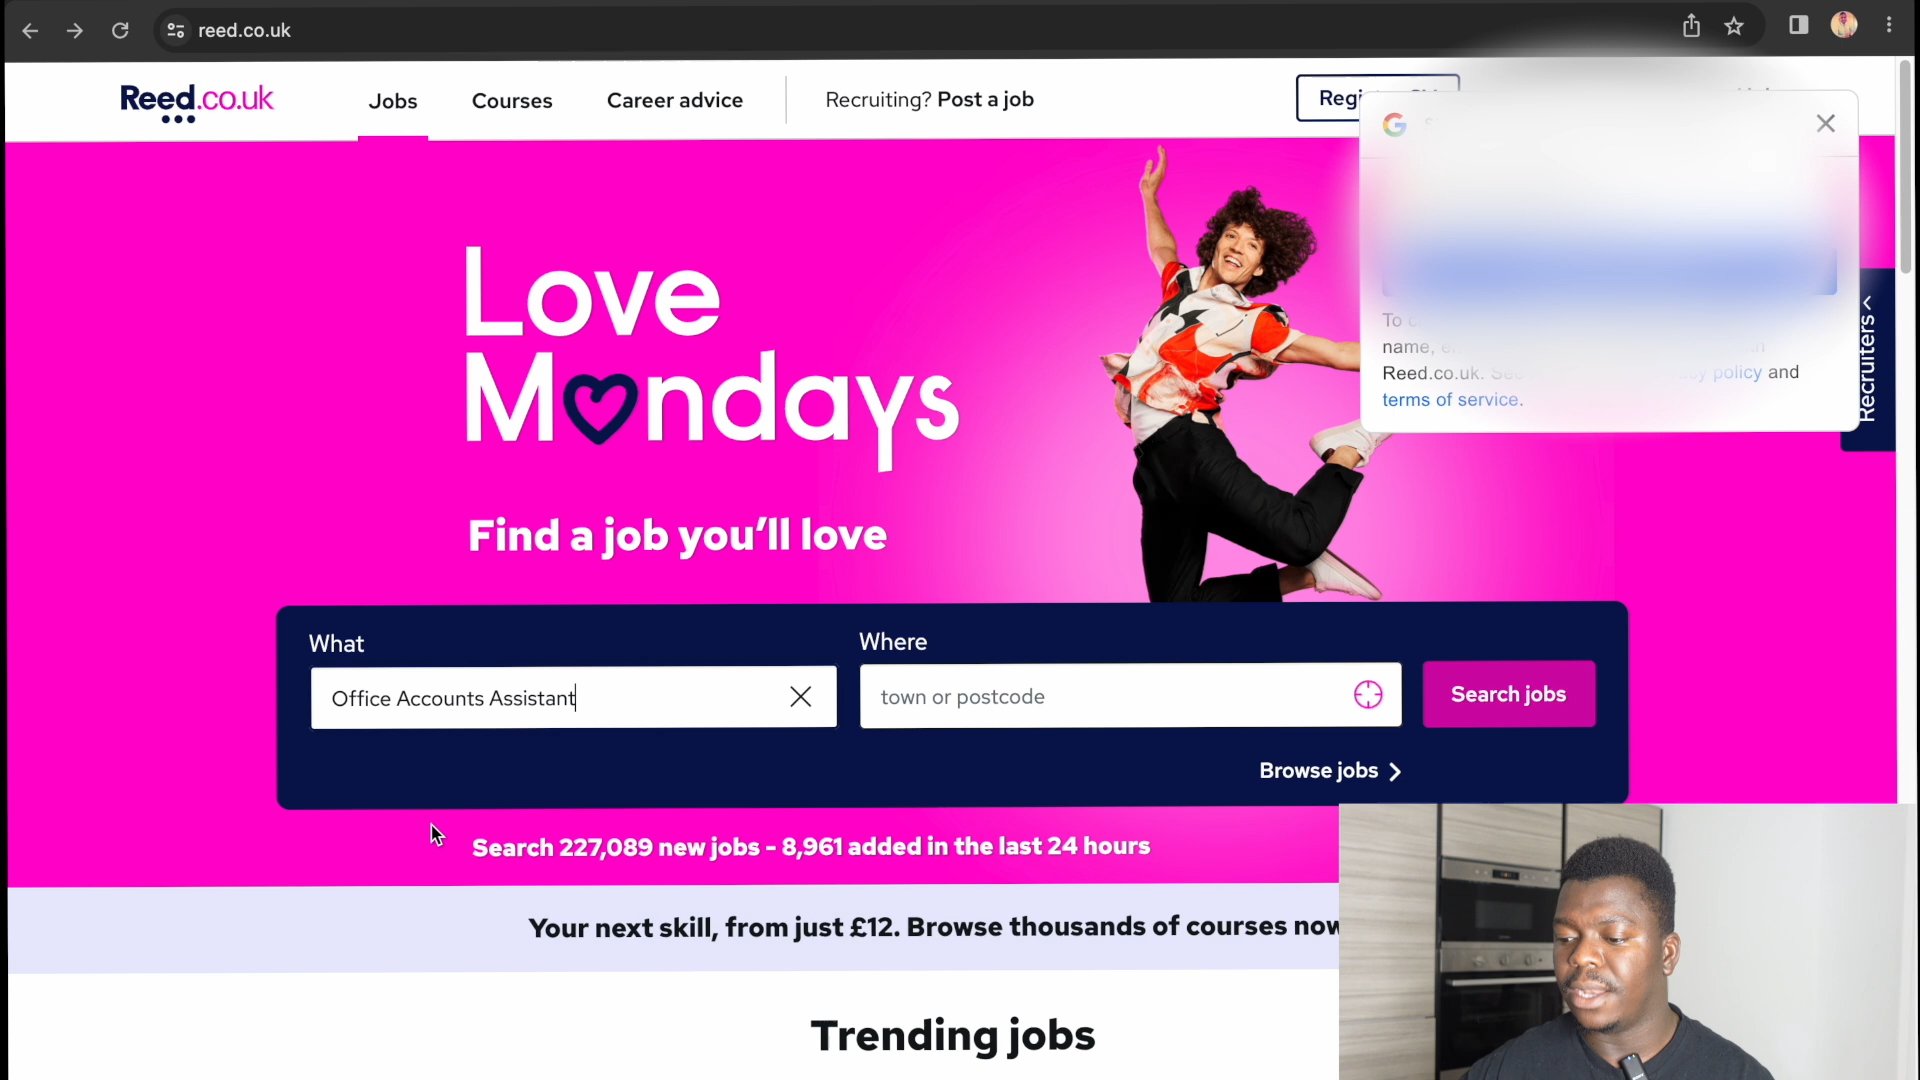 reed.co.uk
Reed.co.uk
Jobs
Courses
Career advice
Recruiting? Post a job
Love
Mondays
Find a job you'll love
name,
Reed.co.uk.
policy and
terms of service.
Recruiters
What
Where
Office Accounts Assistant
town or postcode
Search jobs
Browse jobs
Search 227,089 new jobs - 8,961 added in the last 24 hours
Your next skill, from just £12. Browse thousands of courses now
Trending jobs